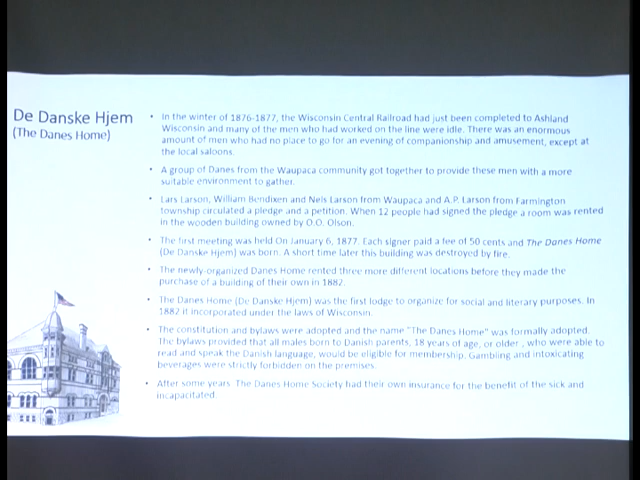 De Danske Hjem
(The Danes Home)
• In the winter of 1876-1877, the Wisconsin Central Railroad had just been completed to Ashland
Wisconsin and many of the men who had worked on the line were idle. There was an enormous
amount of men who had no place to go for an evening of companionship and amusement, except at
the local saloons.
• A group of Danes from the Waupaca community got together to provide these men with a more
suitable environment to gather.
• Lars Larson, William Bendixen and Nels Larson from Waupaca and A.P. Larson from Farmington
township circulated a pledge and a petition. When 12 people had signed the pledge a room was rented
in the wooden building owned by O.O. Olson.
• The first meeting was held On January 6, 1877. Each signer paid a fee of 50 cents and The Danes Home
(De Danske Hjem) was born. A short time later this building was destroyed by fire.
• The newly-organized Danes Home rented three more different locations before they made the
purchase of a building of their own in 1882.
• The Danes Home (De Danske Hjem) was the first lodge to organize for social and literary purposes. In
1882 it incorporated under the laws of Wisconsin.
• The constitution and bylaws were adopted and the name "The Danes Home" was formally adopted.
The bylaws provided that all males born to Danish parents, 18 years of age, or older , who were able to
read and speak the Danish language, would be eligible for membership. Gambling and intoxicating
beverages were strictly forbidden on the premises.
• After some years The Danes Home Society had their own insurance for the benefit of the sick and
incapacitated.